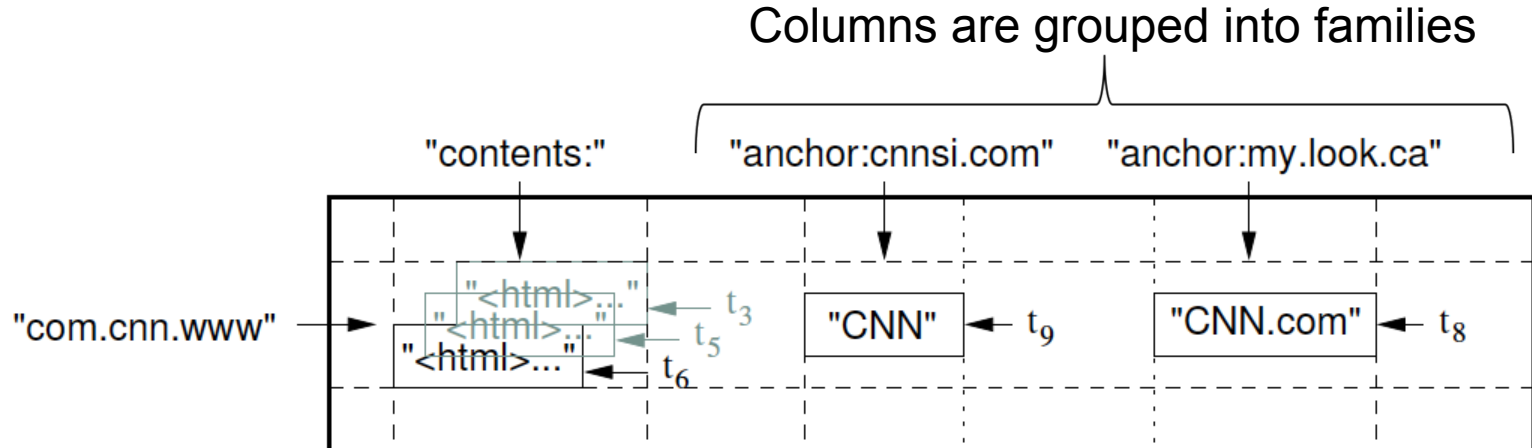 Columns are grouped into families
"contents:" "anchor:cnnsi.com" "anchor:my.look.ca"
"<html>..." t3
"com.cnn.www" "<html>..." t5 "CNN" t9 "CNN.com" t8
"<html>..." t6